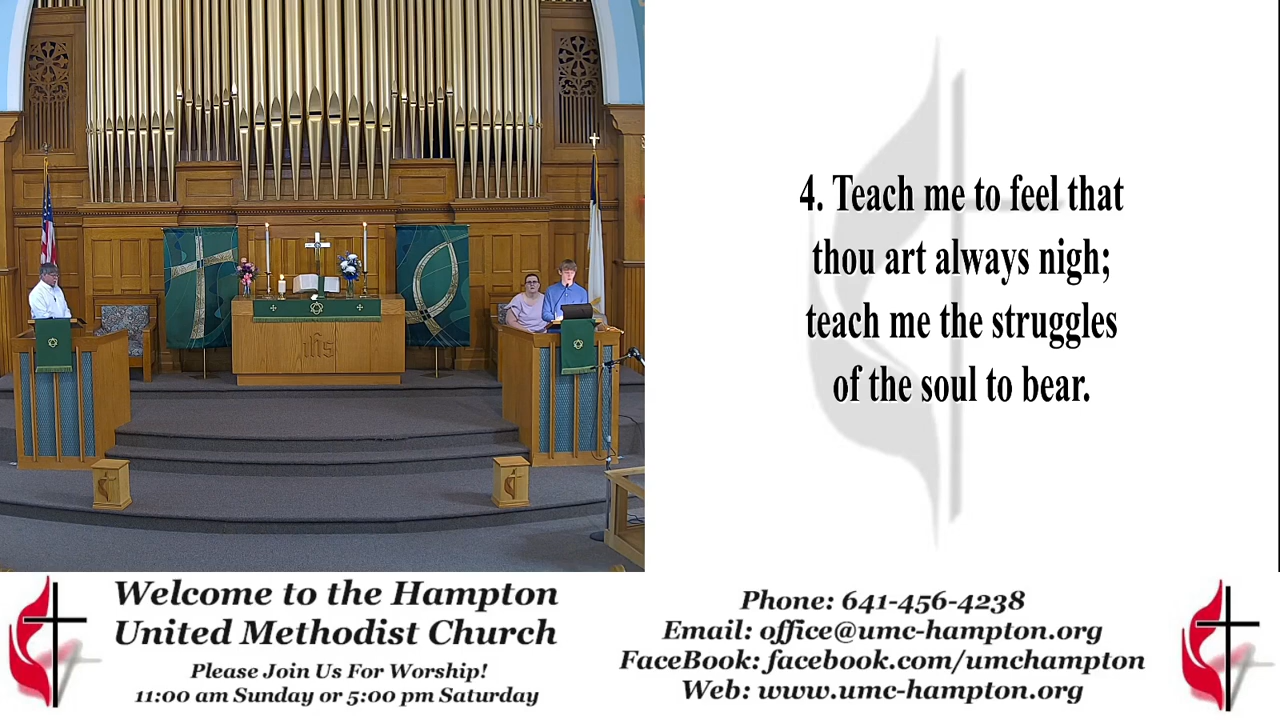 ihs
4. Teach me to feel that
thou art always nigh;
teach me the struggles
of the soul to bear.
Welcome to the Hampton
United Methodist Church
Please Join Us For Worship!
11:00 am Sunday or 5:00 pm Saturday
Phone: 641-456-4238
Email: office@umc-hampton.org
FaceBook: facebook.com/umchampton
Web: www.umc-hampton.org